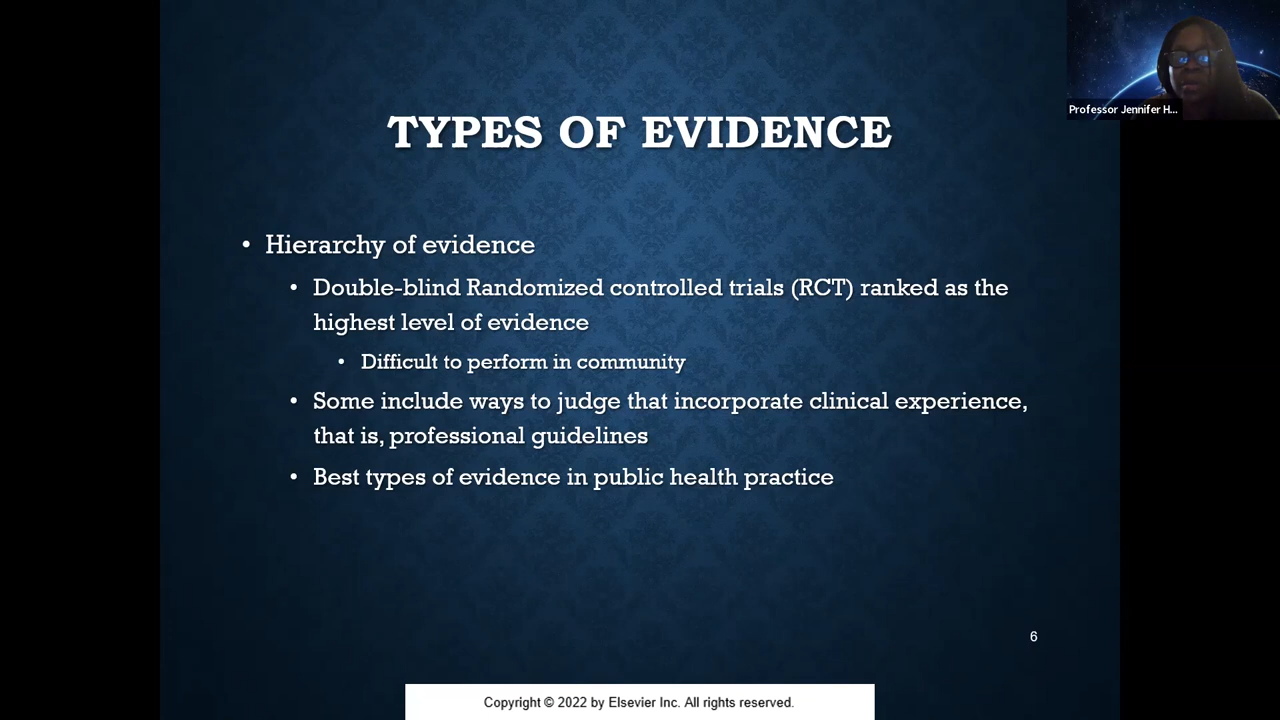 Professor Jennifer H...
TYPES OF EVIDENCE
• Hierarchy of evidence
• Double-blind Randomized controlled trials (RCT) ranked as the
highest level of evidence
• Difficult to perform in community
• Some include ways to judge that incorporate clinical experience,
that is, professional guidelines
• Best types of evidence in public health practice
6
Copyright © 2022 by Elsevier Inc. All rights reserved.